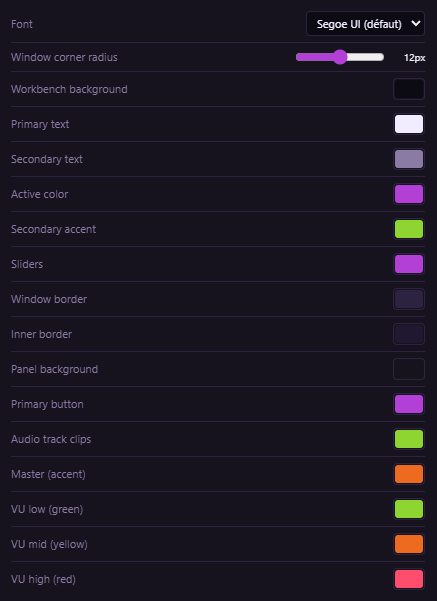 Font
Segoe UI (défaut)
Window corner radius
12px
Workbench background
Primary text
Secondary text
Active color
Secondary accent
Sliders
Window border
Inner border
Panel background
Primary button
Audio track clips
Master (accent)
VU low (green)
VU mid (yellow)
VU high (red)